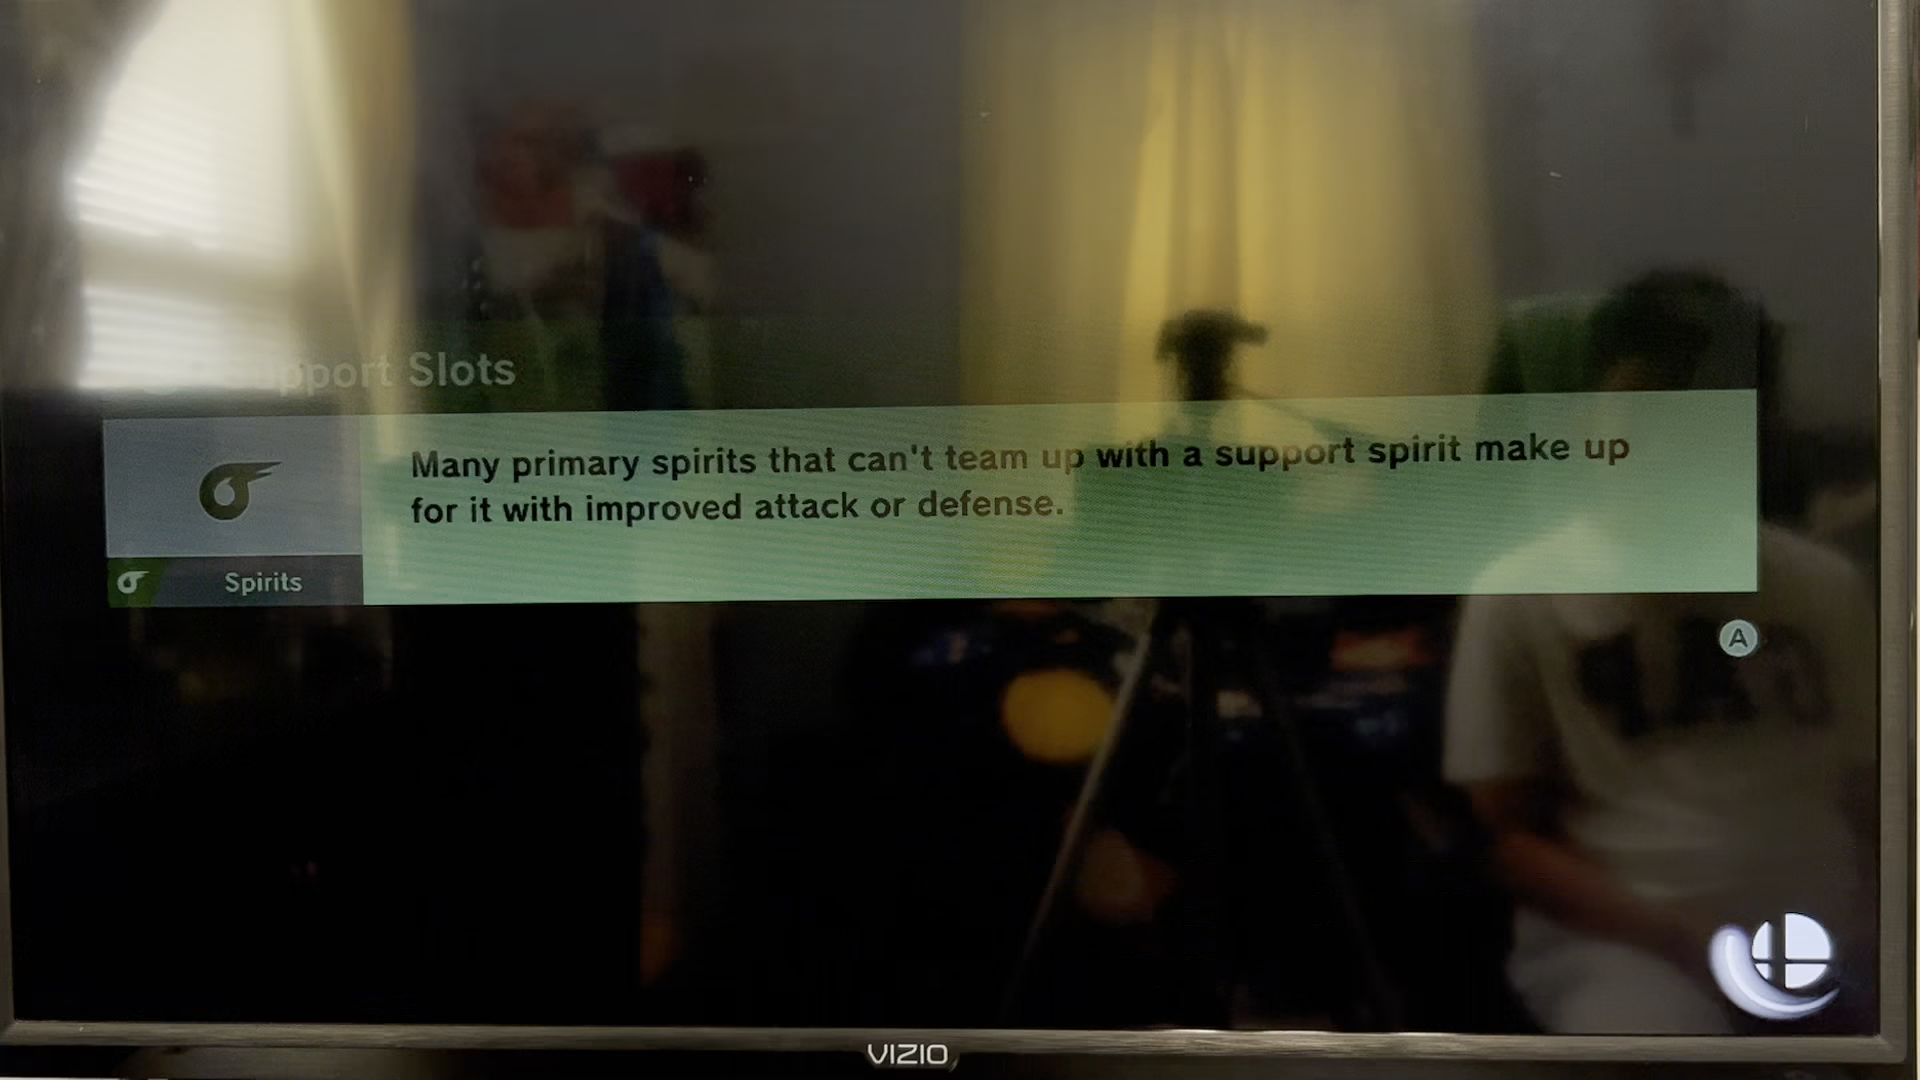 Support Slots
Many primary spirits that can't team up with a support spirit make up
for it with improved attack or defense.
Spirits
A
VIZIO